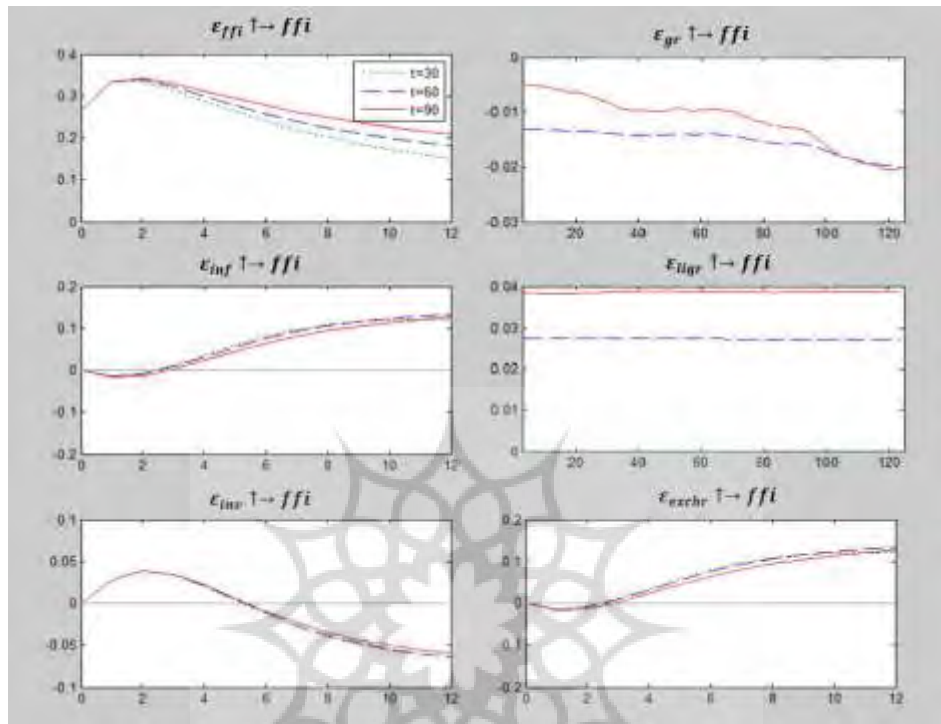 ε_ffi ↑→ ffi
0.4
0.3
0.2
0.1
0
0 2 4 6 8 10 12
t=30
t=60
t=90
ε_gr ↑→ ffi
0
-0.01
-0.02
-0.03
20 40 60 80 100 120
ε_inf ↑→ ffi
0.2
0.1
0
-0.1
-0.2
0 2 4 6 8 10 12
ε_liqr ↑→ ffi
0.04
0.03
0.02
0.01
0
20 40 60 80 100 120
ε_inv ↑→ ffi
0.1
0.05
0
-0.05
-0.1
0 2 4 6 8 10 12
ε_exchr ↑→ ffi
0.2
0.1
0
-0.1
-0.2
0 2 4 6 8 10 12